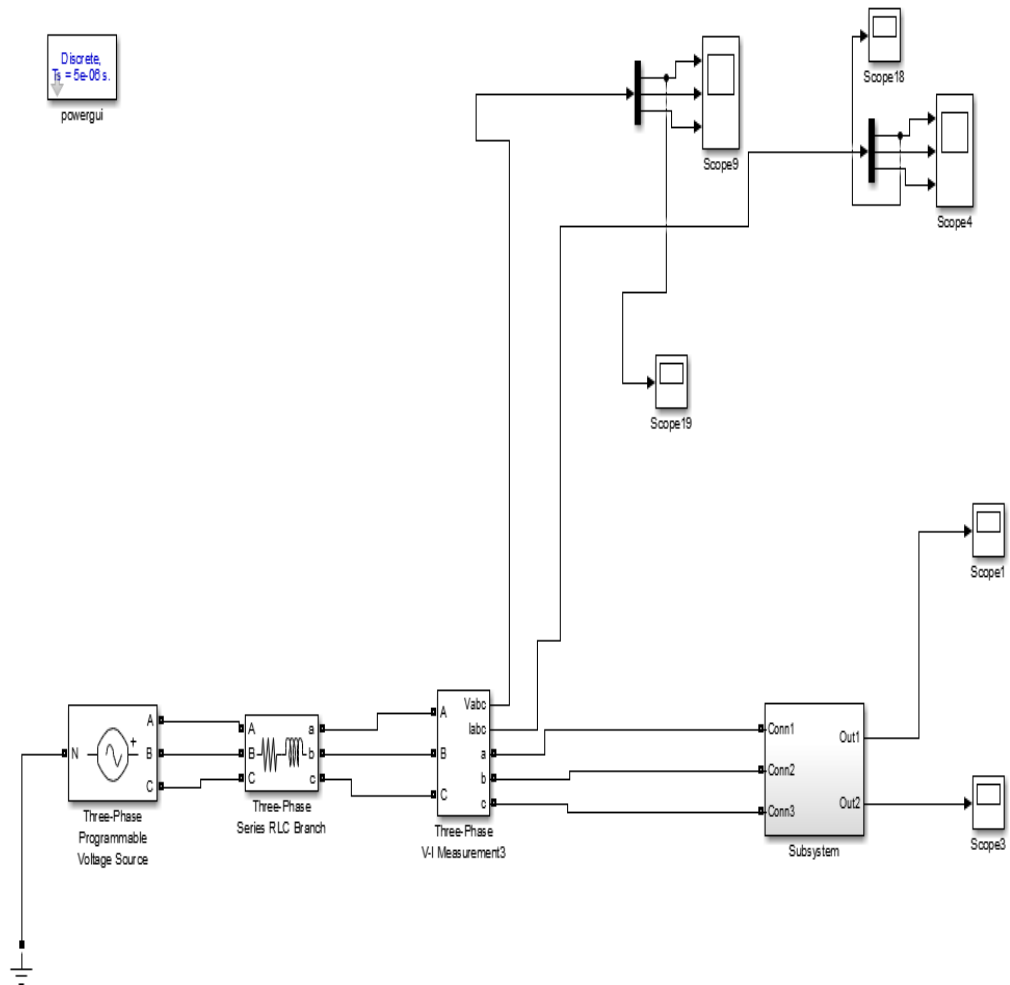 Discrete,
Ts = 5e-06 s.
powergui
Scope9
Scope18
Scope4
Scope19
Scope1
N
+
A
B
C
Three-Phase
Programmable
Voltage Source
A
B
C
a
b
c
Three-Phase
Series RLC Branch
A
B
C
Vabc
Iabc
a
b
c
Three-Phase
V-I Measurement3
Conn1
Conn2
Conn3
Out1
Out2
Subsystem
Scope3